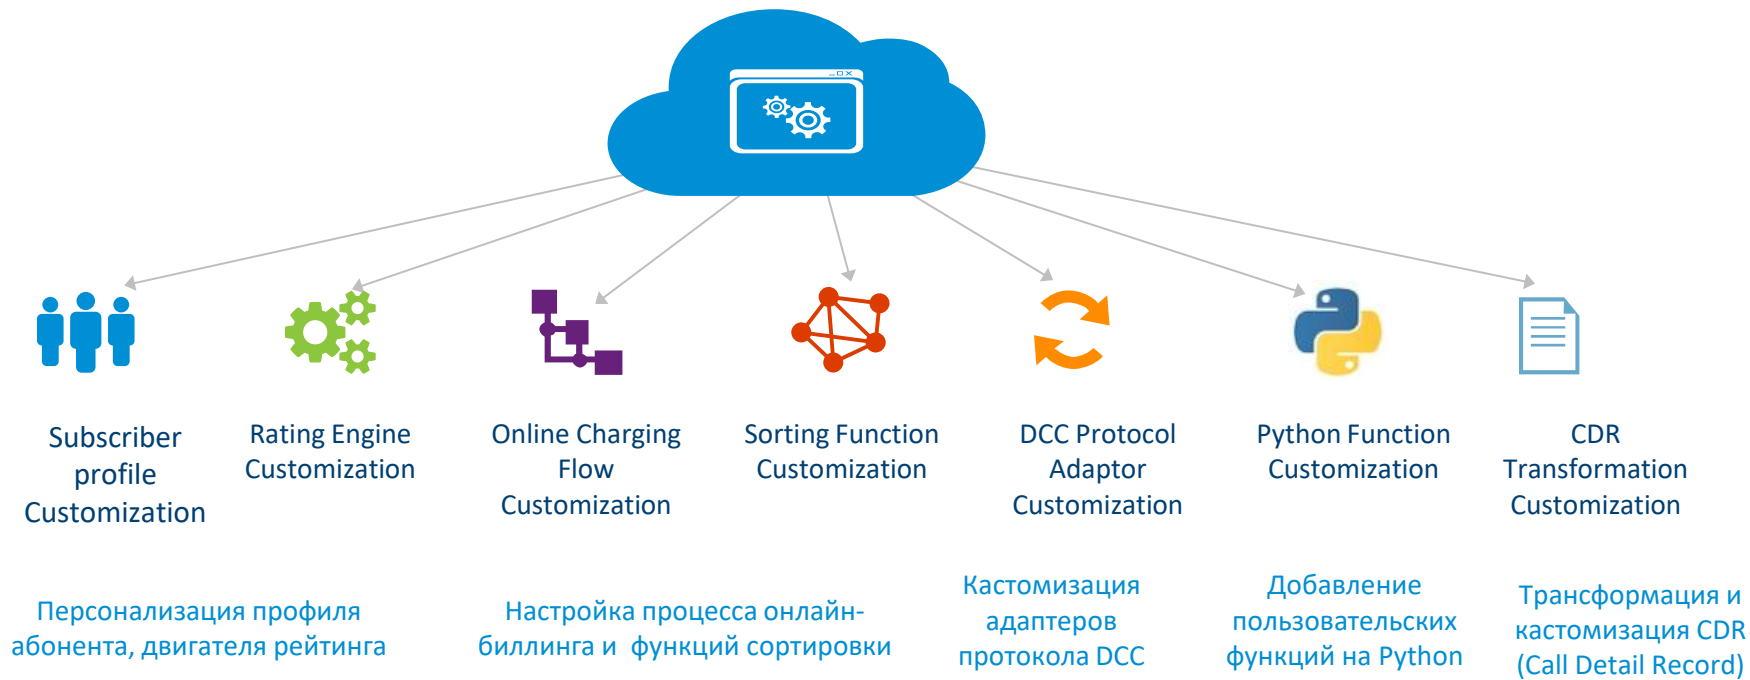 Subscriber
profile
Customization
Rating Engine
Customization
Online Charging
Flow
Customization
Sorting Function
Customization
DCC Protocol
Adaptor
Customization
Python Function
Customization
CDR
Transformation
Customization
Персонализация профиля
абонента, двигателя рейтинга
Настройка процесса онлайн-
биллинга и функций сортировки
Кастомизация
адаптеров
протокола DCC
Добавление
пользовательских
функций на Python
Трансформация и
кастомизация CDR
(Call Detail Record)